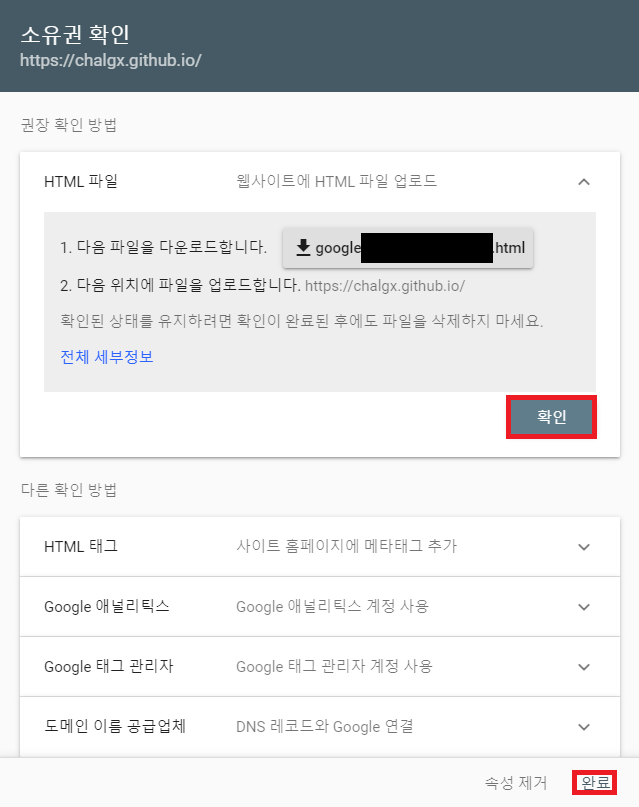 소유권 확인
https://chalgx.github.io/
권장 확인 방법
HTML 파일 웹사이트에 HTML 파일 업로드
1. 다음 파일을 다운로드합니다. google .html
2. 다음 위치에 파일을 업로드합니다. https://chalgx.github.io/
확인된 상태를 유지하려면 확인이 완료된 후에도 파일을 삭제하지 마세요.
전체 세부정보
확인
다른 확인 방법
HTML 태그 사이트 홈페이지에 메타태그 추가
Google 애널리틱스 Google 애널리틱스 계정 사용
Google 태그 관리자 Google 태그 관리자 계정 사용
도메인 이름 공급업체 DNS 레코드와 Google 연결
속성 제거 완료